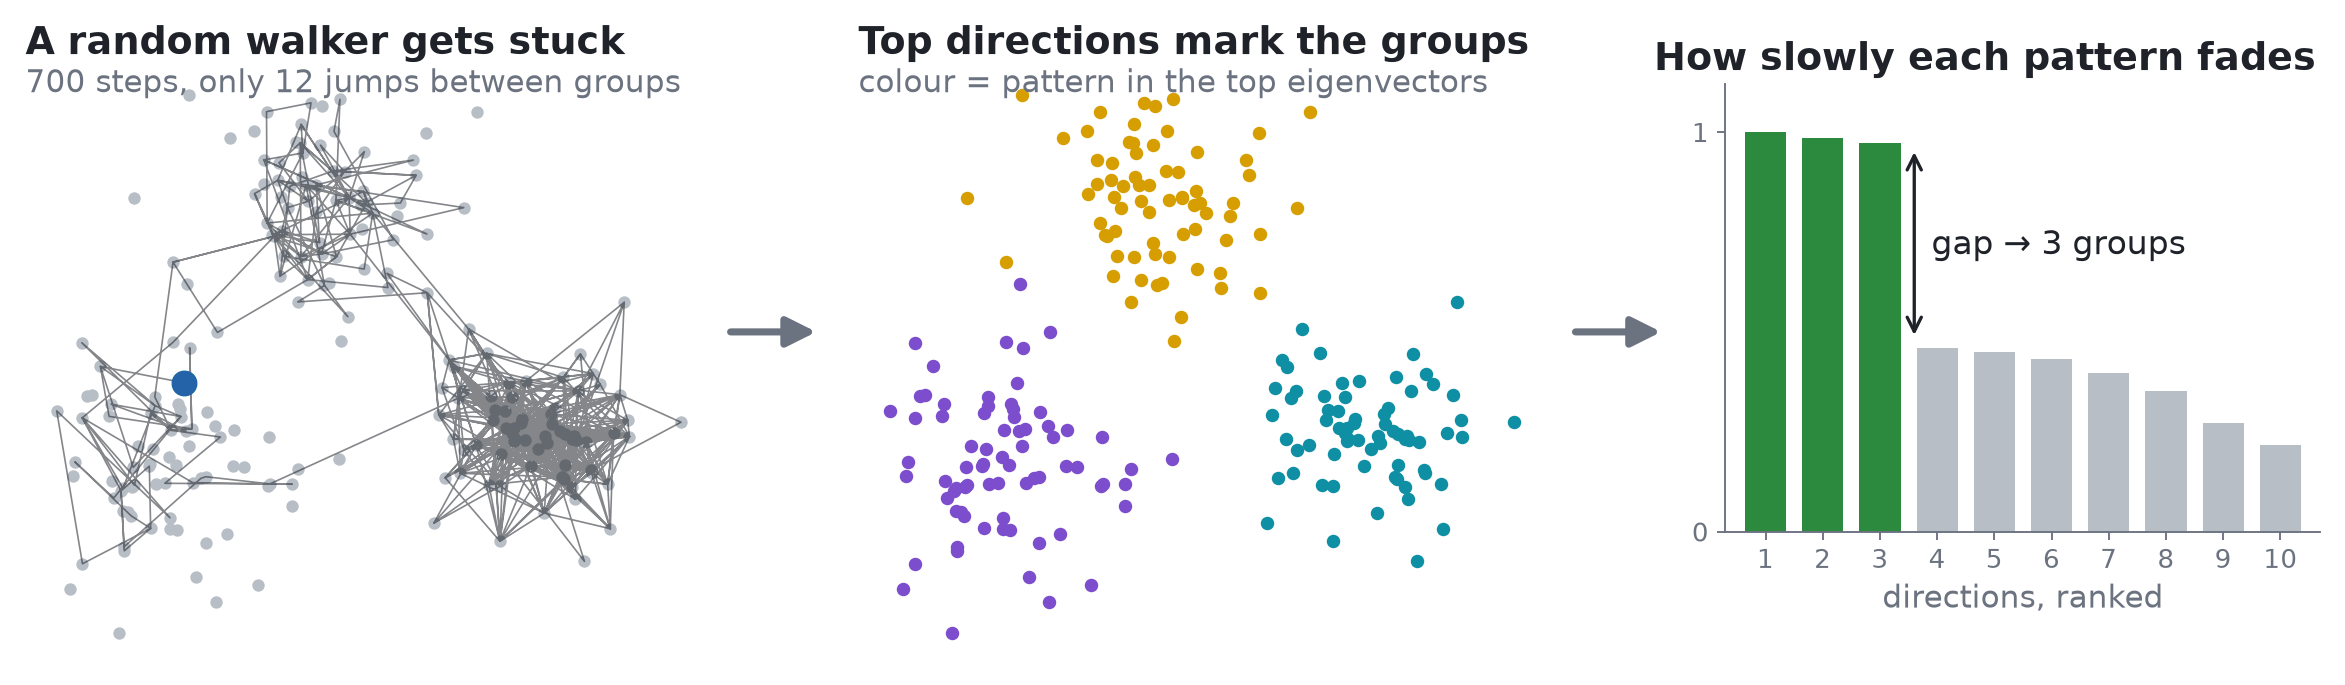 A random walker gets stuck
700 steps, only 12 jumps between groups
Top directions mark the groups
colour = pattern in the top eigenvectors
How slowly each pattern fades
1
gap → 3 groups
0
1 2 3 4 5 6 7 8 9 10
directions, ranked